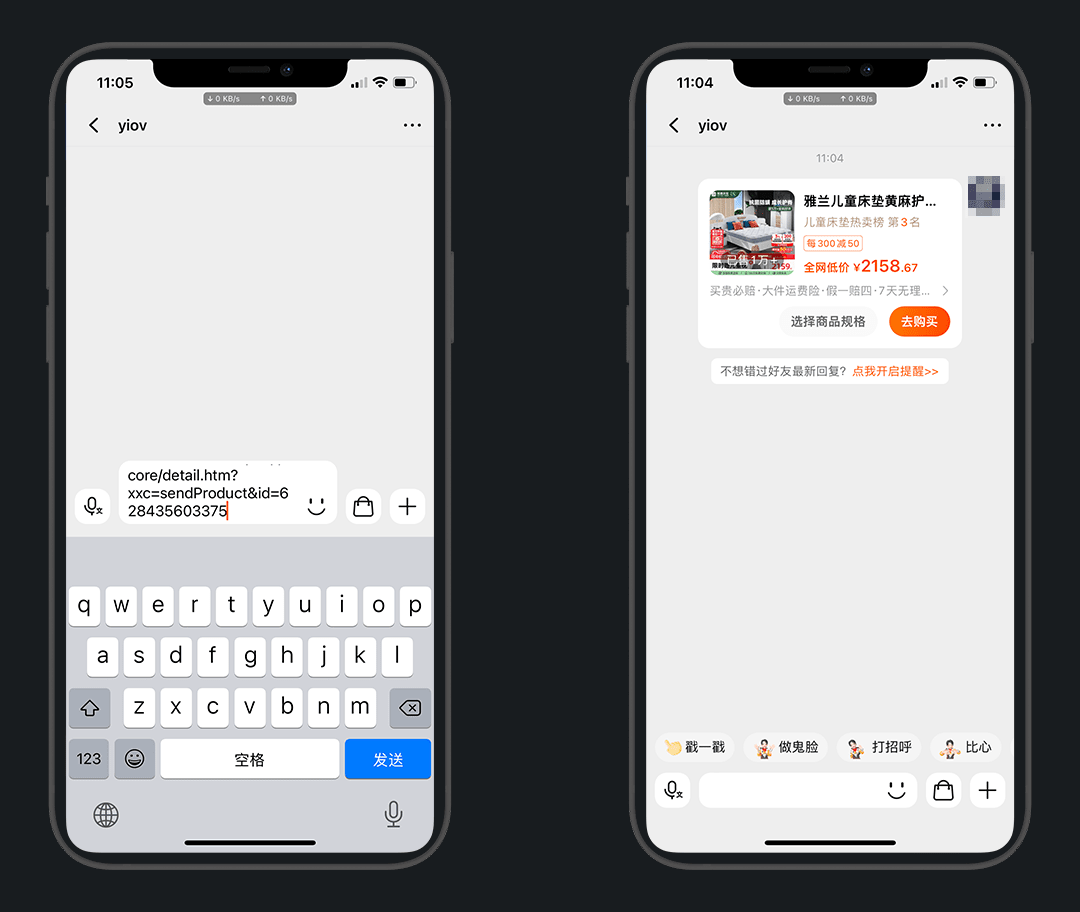 11:05
↓ 0 KB/s ↑ 0 KB/s
yiov
core/detail.htm?
xxc=sendProduct&id=6
28435603375
q w e r t y u i o p
a s d f g h j k l
z x c v b n m
123
空格
发送
11:04
↓ 0 KB/s ↑ 0 KB/s
yiov
11:04
雅兰儿童床垫黄麻护...
儿童床垫热卖榜 第3名
每300减50
全网低价 ¥2158.67
已售1万+
2159.
买贵必赔·大件运费险·假一赔四·7天无理...
选择商品规格
去购买
不想错过好友最新回复? 点我开启提醒>>
戳一戳
做鬼脸
打招呼
比心